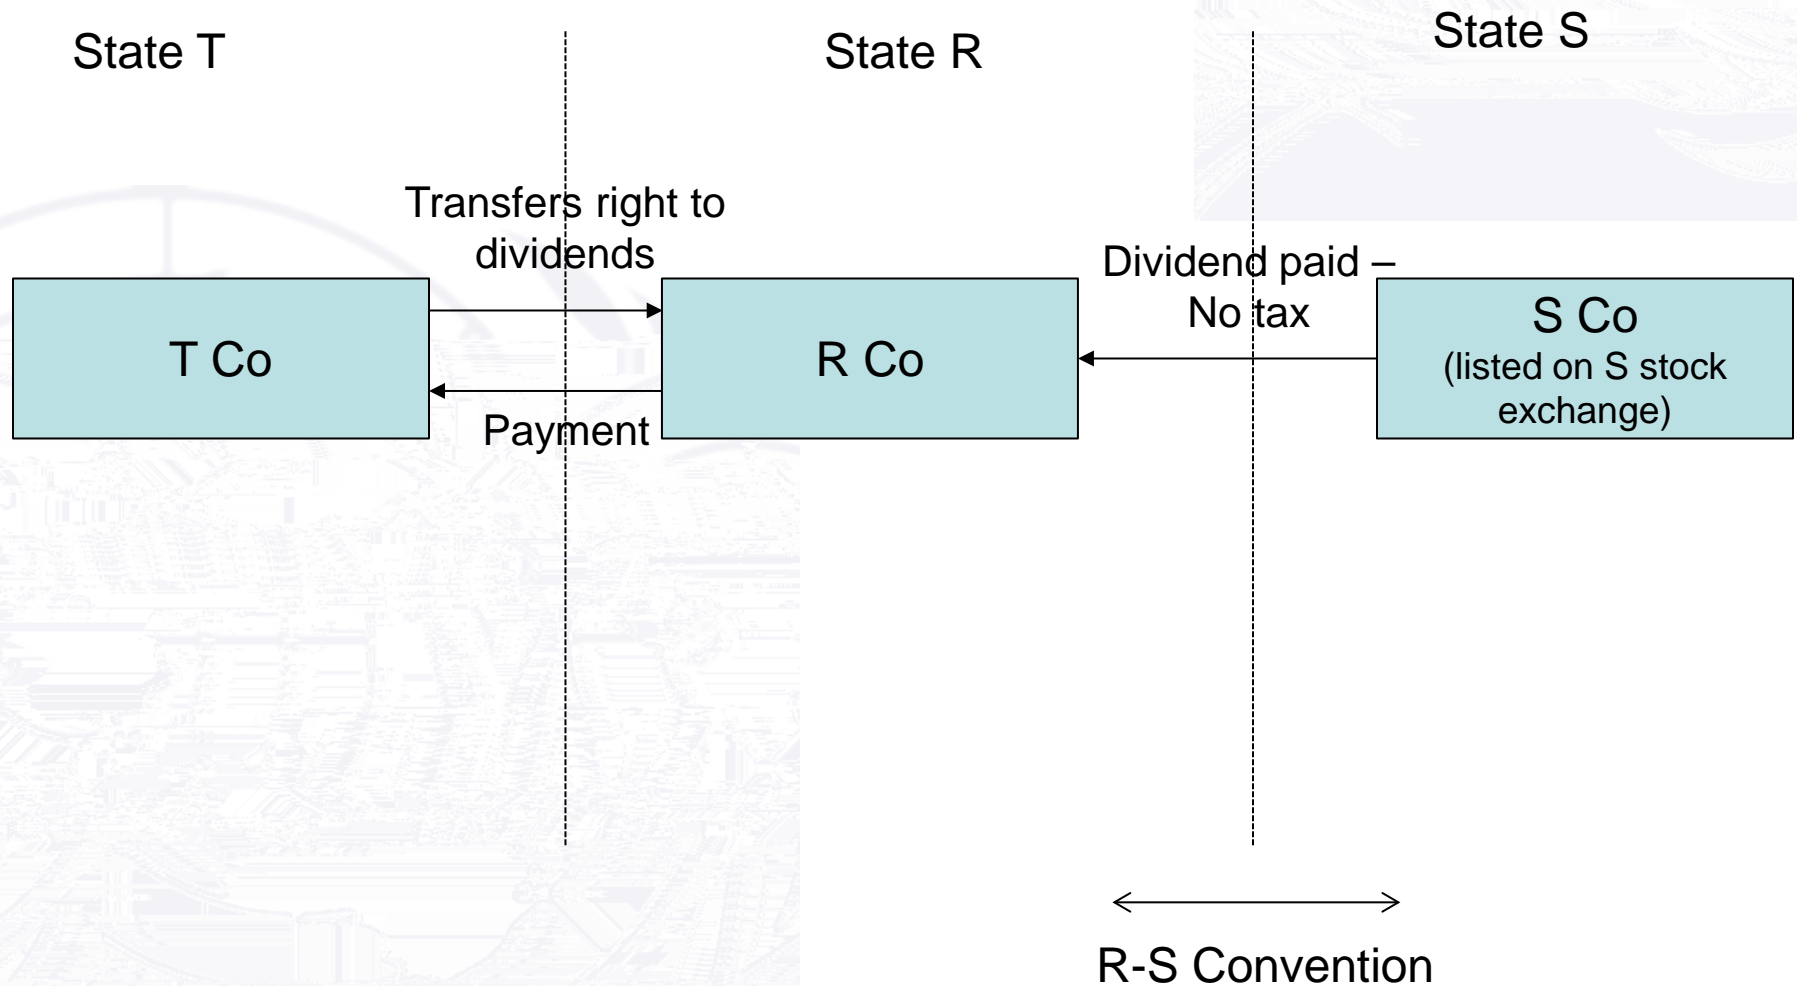 State T
State R
State S
Transfers right to
dividends
Dividend paid –
No tax
T Co
R Co
S Co
(listed on S stock
exchange)
Payment
R-S Convention